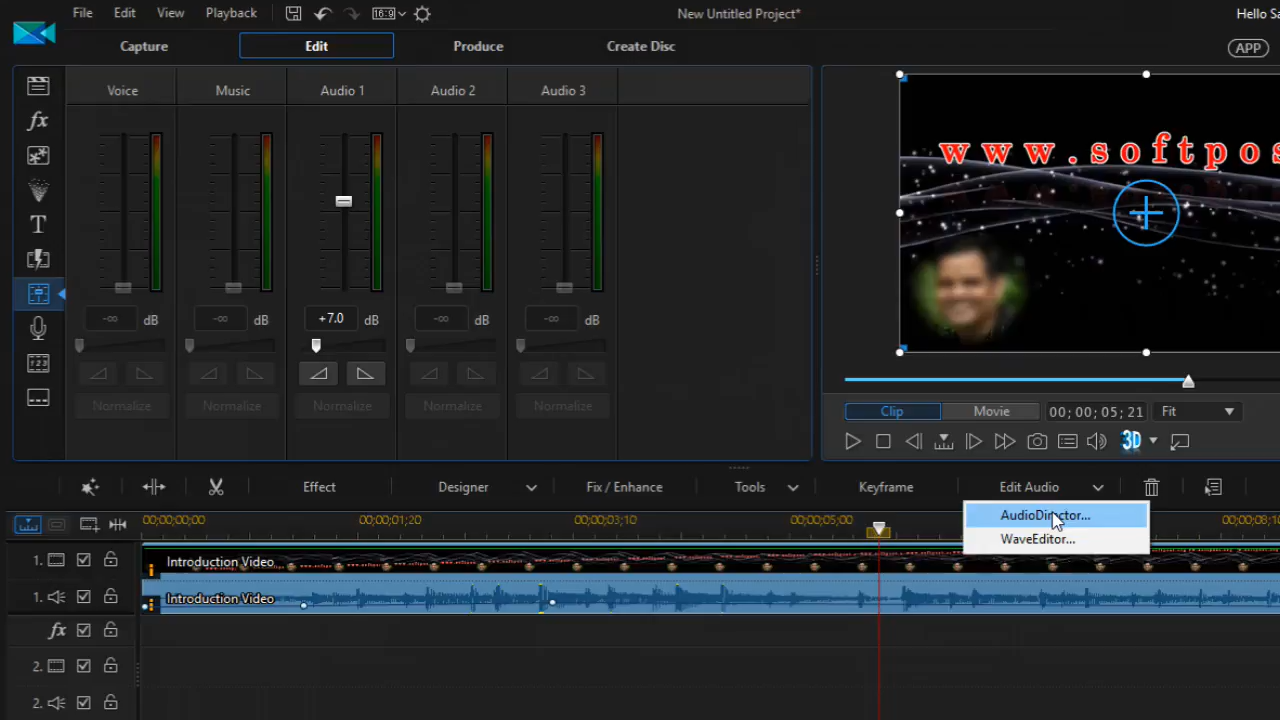 File Edit View Playback 16:9 New Untitled Project* Hello Sa
Capture Edit Produce Create Disc APP
Voice Music Audio 1 Audio 2 Audio 3
www.softpos
-∞ dB -∞ dB +7.0 dB -∞ dB -∞ dB
Normalize Normalize Normalize Normalize Normalize
Clip Movie 00;00;05;21 Fit
3D
Effect Designer Fix / Enhance Tools Keyframe Edit Audio
AudioDirector...
WaveEditor...
00;00;00;00 00;00;01;20 00;00;03;10 00;00;05;00 00;00;08;10
1. Introduction Video
1. Introduction Video
fx
2.
2.